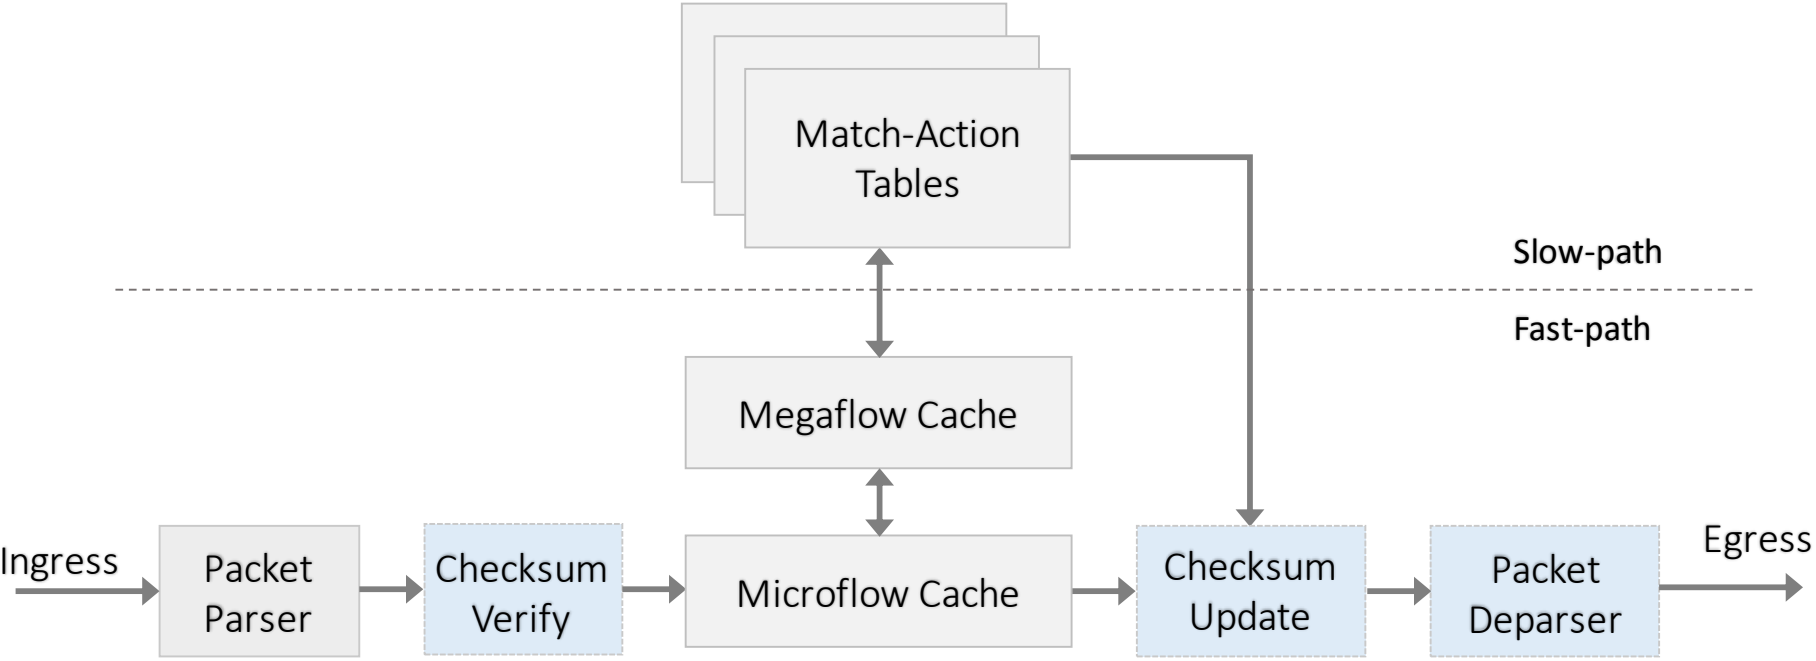 Match-Action
Tables
Slow-path
Fast-path
Megaflow Cache
Ingress
Packet
Parser
Checksum
Verify
Microflow Cache
Checksum
Update
Packet
Deparser
Egress